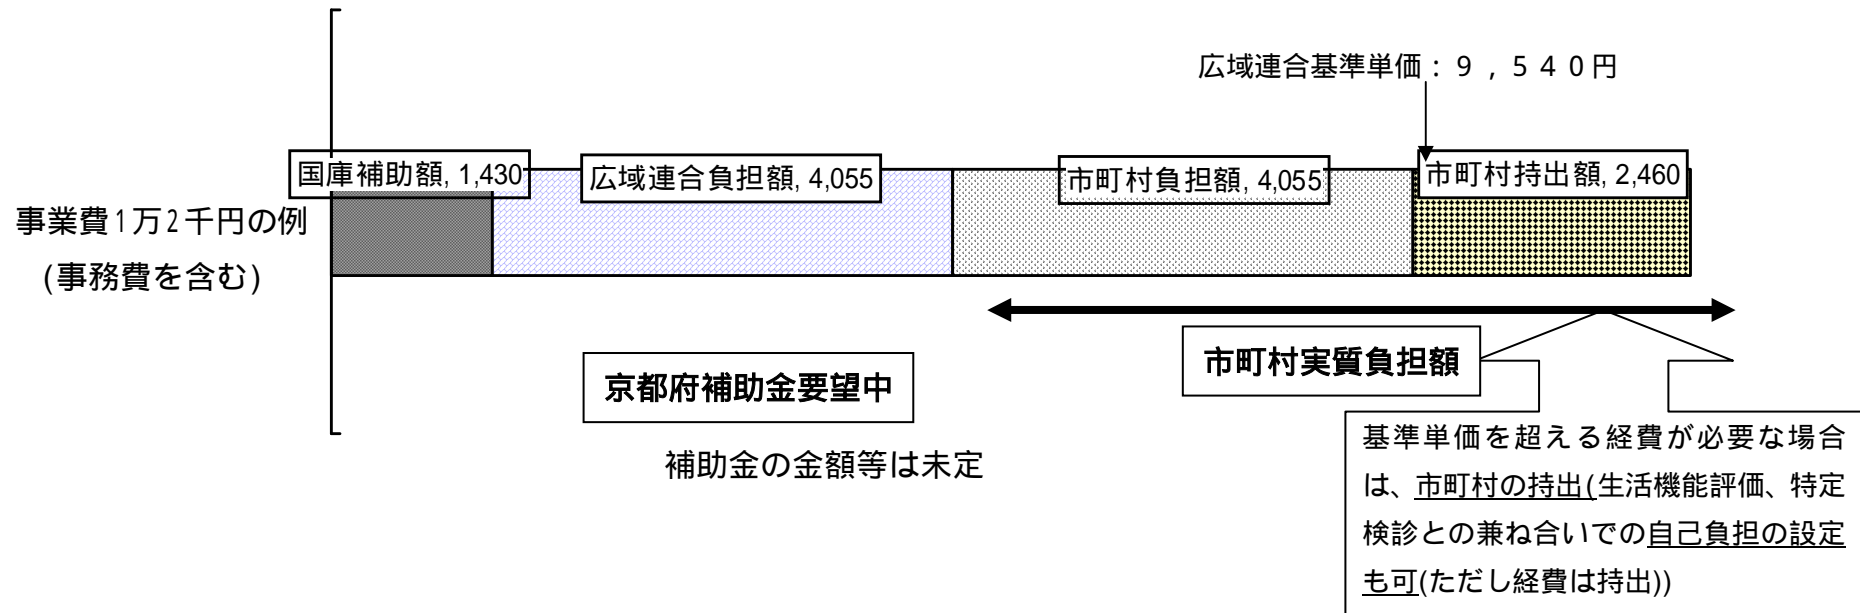 広域連合基準単価:9,540円
国庫補助額, 1,430
広域連合負担額, 4,055
市町村負担額, 4,055
市町村持出額, 2,460
事業費1万2千円の例
(事務費を含む)
市町村実質負担額
京都府補助金要望中
補助金の金額等は未定
基準単価を超える経費が必要な場合
は、市町村の持出(生活機能評価、特定
検診との兼ね合いでの自己負担の設定
も可(ただし経費は持出))